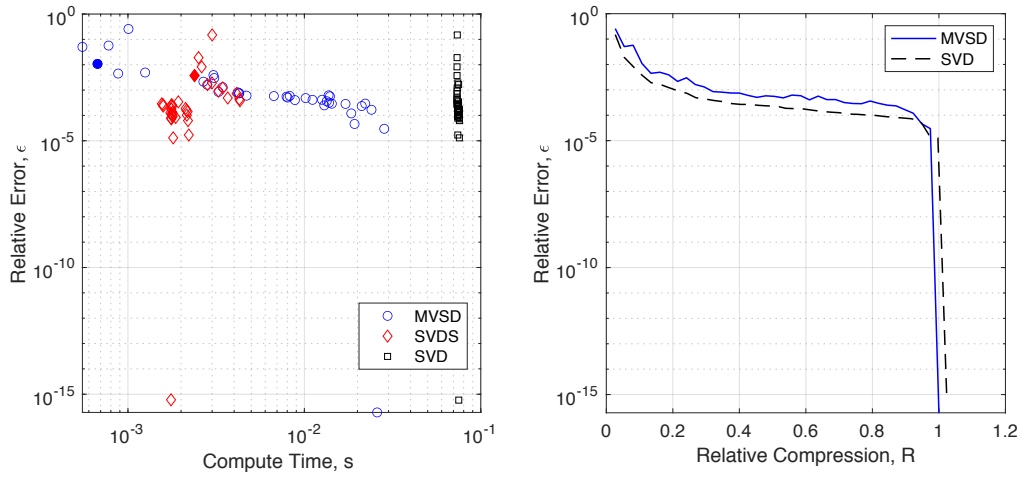 10^0
10^-5
10^-10
10^-15
Relative Error, ϵ
MVSD
SVDS
SVD
10^-3
10^-2
10^-1
Compute Time, s
10^0
10^-5
10^-10
10^-15
Relative Error, ϵ
MVSD
SVD
0
0.2
0.4
0.6
0.8
1
1.2
Relative Compression, R